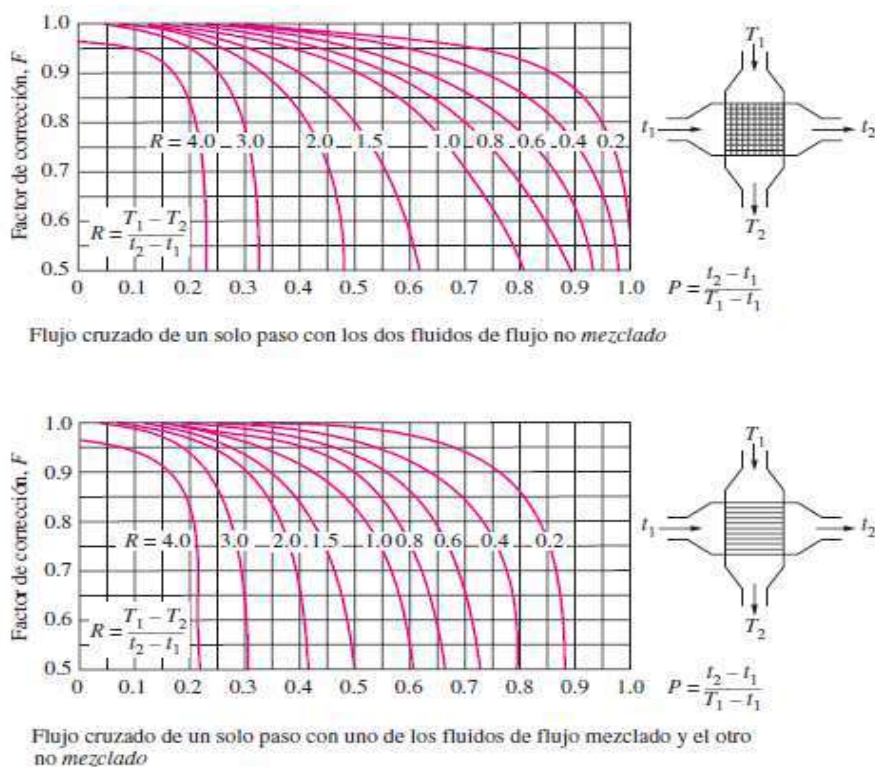 Factor de corrección, F
1.0
0.9
0.8
0.7
0.6
0.5
R = 4.0 3.0 2.0 1.5 1.0 0.8 0.6 0.4 0.2
R = T1 − T2 / t2 − t1
0 0.1 0.2 0.3 0.4 0.5 0.6 0.7 0.8 0.9 1.0
T1
t1
t2
T2
P = t2 − t1 / T1 − t1
Flujo cruzado de un solo paso con los dos fluidos de flujo no mezclado
Factor de corrección, F
1.0
0.9
0.8
0.7
0.6
0.5
R = 4.0 3.0 2.0 1.5 1.0 0.8 0.6 0.4 0.2
R = T1 − T2 / t2 − t1
0 0.1 0.2 0.3 0.4 0.5 0.6 0.7 0.8 0.9 1.0
T1
t1
t2
T2
P = t2 − t1 / T1 − t1
Flujo cruzado de un solo paso con uno de los fluidos de flujo mezclado y el otro
no mezclado